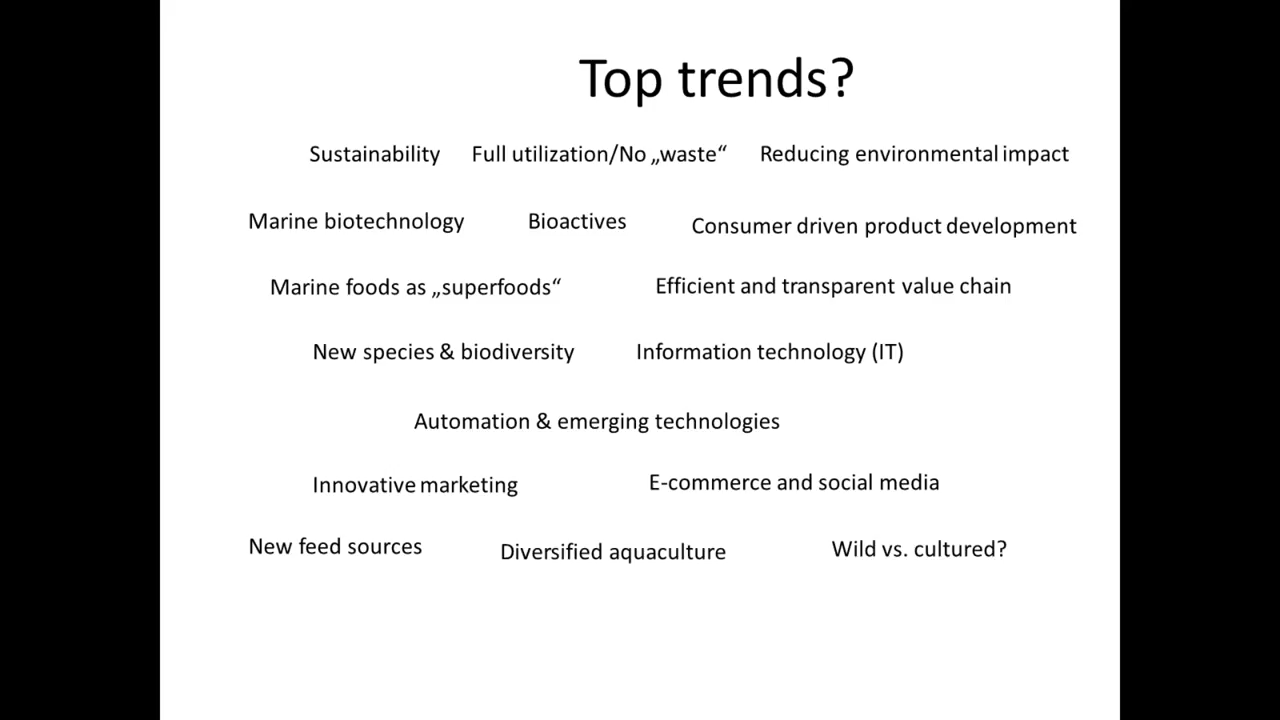 Top trends?
Sustainability Full utilization/No „waste“ Reducing environmental impact
Marine biotechnology Bioactives Consumer driven product development
Marine foods as „superfoods“ Efficient and transparent value chain
New species & biodiversity Information technology (IT)
Automation & emerging technologies
Innovative marketing E-commerce and social media
New feed sources Diversified aquaculture Wild vs. cultured?